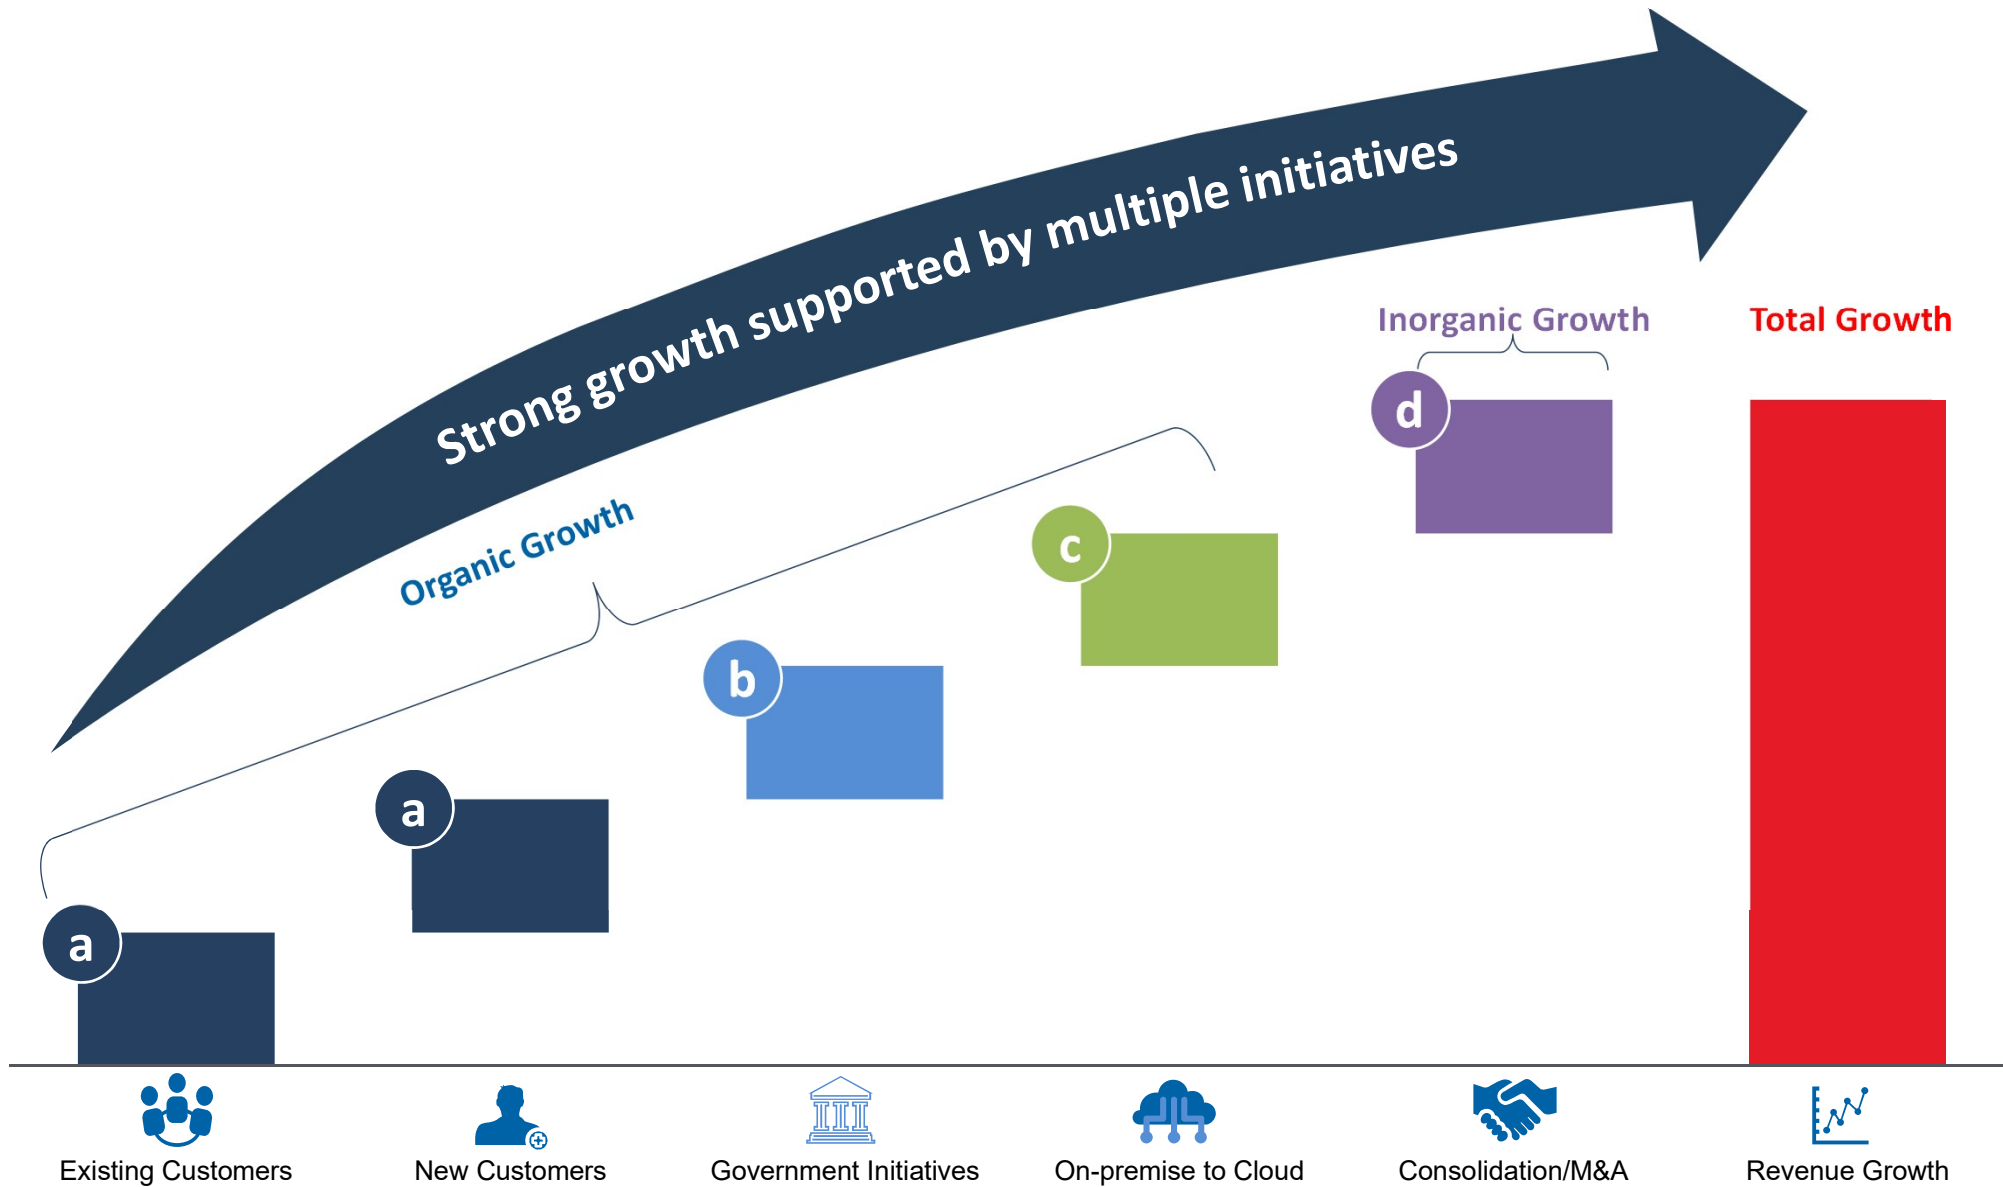 Strong growth supported by multiple initiatives
Inorganic Growth
Total Growth
Organic Growth
d
c
b
a
a
Existing Customers
New Customers
Government Initiatives
On-premise to Cloud
Consolidation/M&A
Revenue Growth